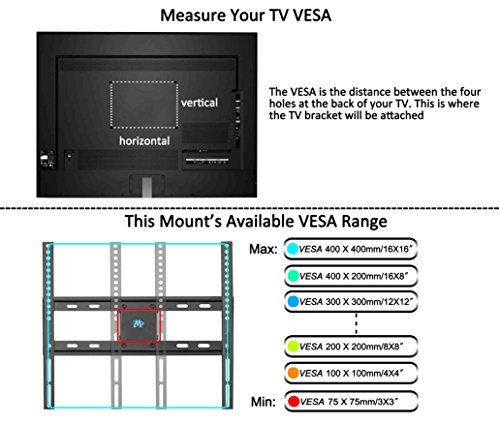 Measure Your TV VESA
vertical
horizontal
The VESA is the distance between the four
holes at the back of your TV. This is where
the TV bracket will be attached
This Mount's Available VESA Range
Max:
VESA 400 X 400mm/16X16"
VESA 400 X 200mm/16X8"
VESA 300 X 300mm/12X12"
VESA 200 X 200mm/8X8"
VESA 100 X 100mm/4X4"
Min:
VESA 75 X 75mm/3X3"